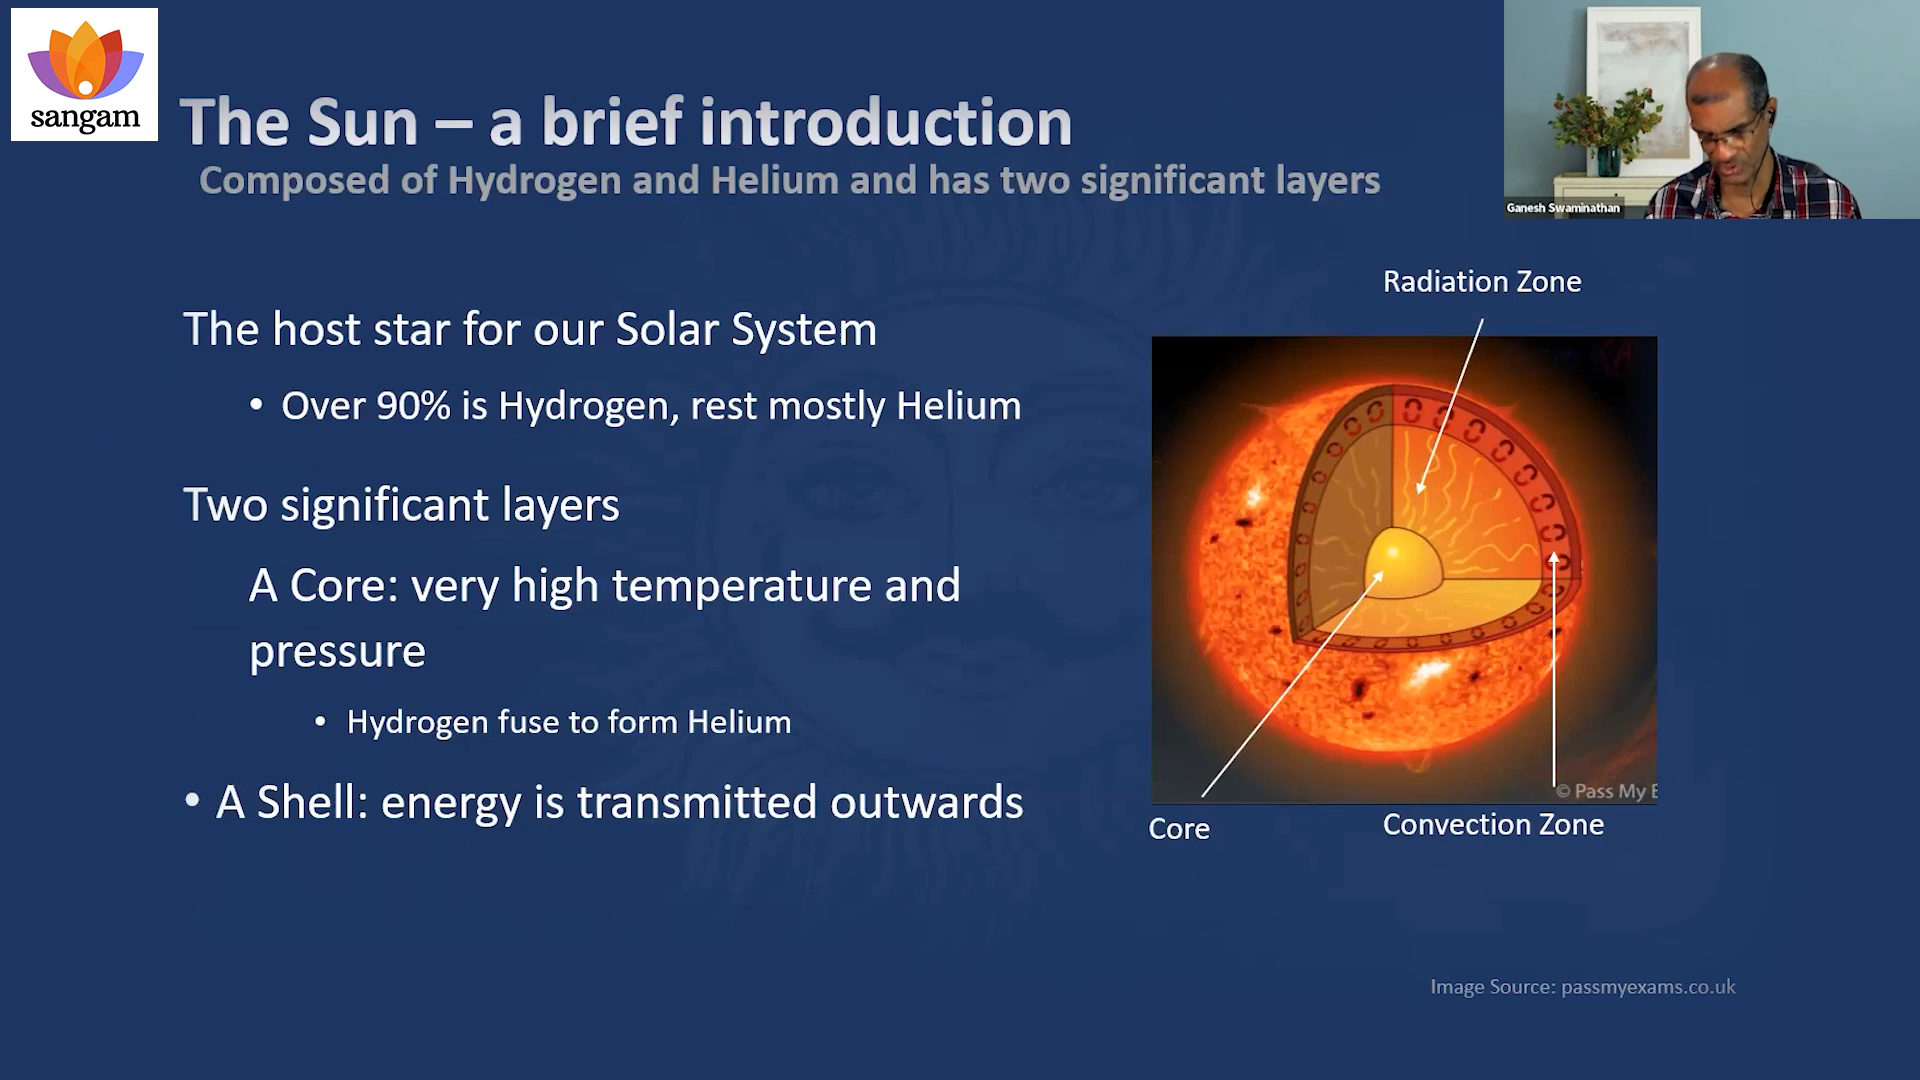 sangam
The Sun – a brief introduction
Composed of Hydrogen and Helium and has two significant layers
Ganesh Swaminathan
The host star for our Solar System
• Over 90% is Hydrogen, rest mostly Helium
Two significant layers
A Core: very high temperature and
pressure
• Hydrogen fuse to form Helium
• A Shell: energy is transmitted outwards
Radiation Zone
© Pass My E
Core
Convection Zone
Image Source: passmyexams.co.uk